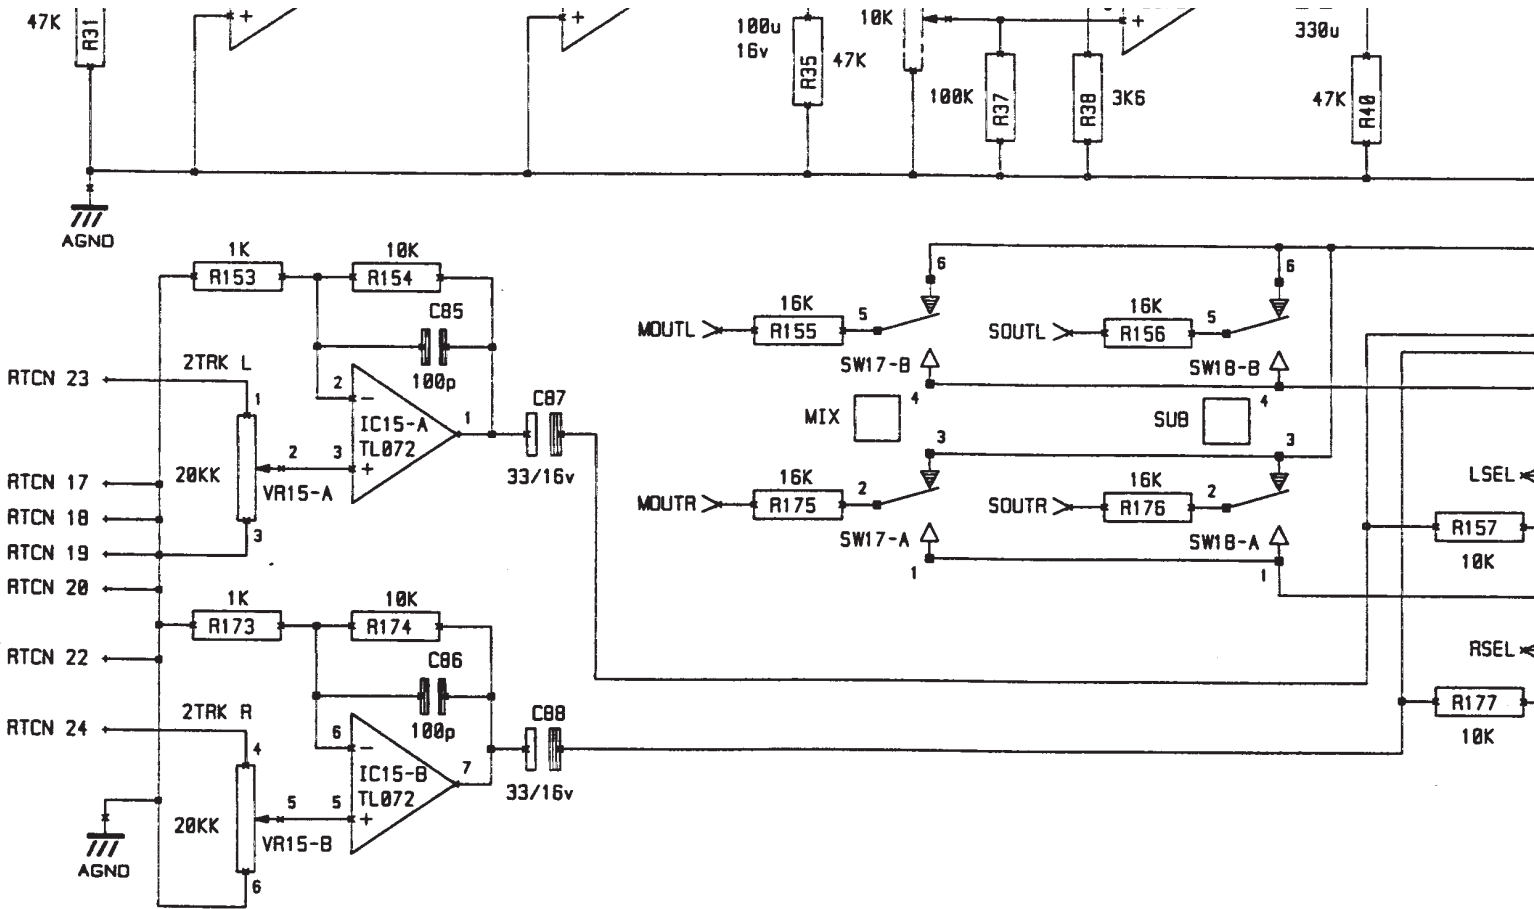 47K
R31
+
+
100u
16v
R35
47K
10K
100K
R37
R38
3K6
+
330u
47K
R40
AGND
1K
R153
10K
R154
C85
100p
2TRK L
RTCN 23
1
20KK
2
VR15-A
3
2
3
−
+
IC15-A
TL072
1
C87
33/16v
RTCN 17
RTCN 18
RTCN 19
RTCN 20
RTCN 22
1K
R173
10K
R174
C86
100p
2TRK R
RTCN 24
4
20KK
5
VR15-B
6
6
5
−
+
IC15-B
TL072
7
C88
33/16v
AGND
MOUTL
16K
R155
5
6
SW17-B
4
MIX
SOUTL
16K
R156
5
6
SW18-B
4
SUB
MOUTR
16K
R175
2
3
SW17-A
1
SOUTR
16K
R176
2
3
SW18-A
1
LSEL
R157
10K
RSEL
R177
10K